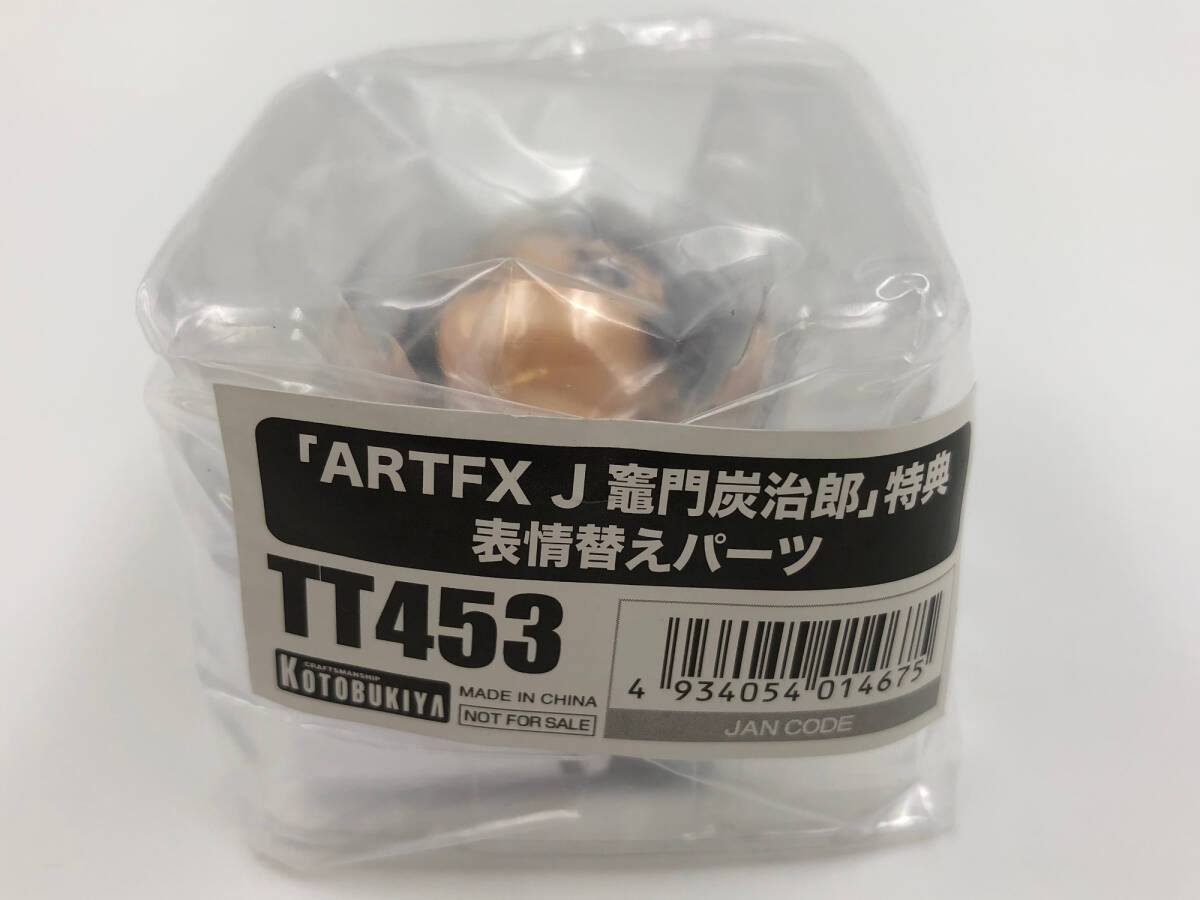 「ARTFX J 竈門炭治郎」特典
表情替えパーツ
TT453
CRAFTSMANSHIP
KOTOBUKIYA
MADE IN CHINA
NOT FOR SALE
4 934054 014675
JAN CODE